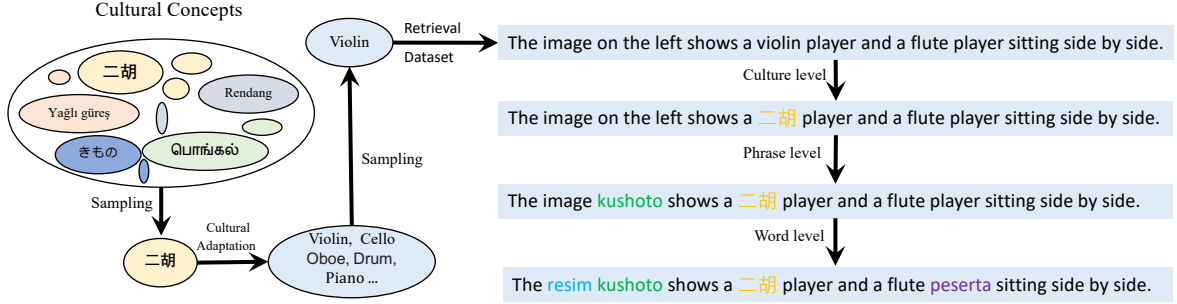 Cultural Concepts
二胡
Rendang
Yağlı güreş
きもの
பொங்கல்
Sampling
二胡
Cultural
Adaptation
Violin, Cello
Oboe, Drum,
Piano ...
Sampling
Violin
Retrieval
Dataset
The image on the left shows a violin player and a flute player sitting side by side.
Culture level
The image on the left shows a 二胡 player and a flute player sitting side by side.
Phrase level
The image kushoto shows a 二胡 player and a flute player sitting side by side.
Word level
The resim kushoto shows a 二胡 player and a flute peserta sitting side by side.